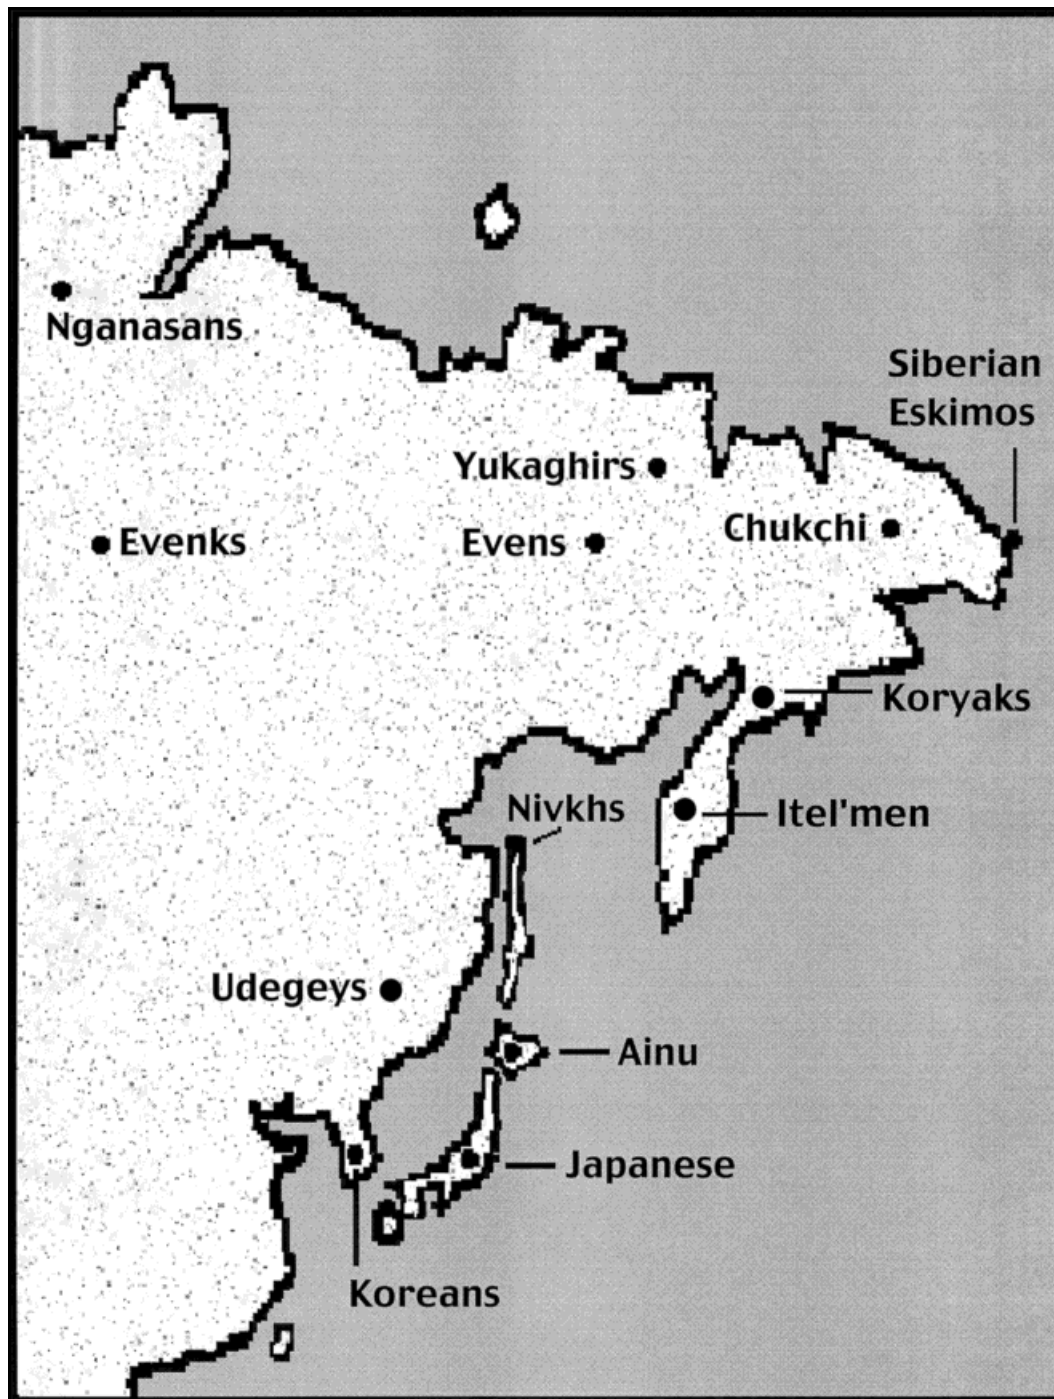 Nganasans
Siberian
Eskimos
Yukaghirs
Chukchi
Evenks
Evens
Koryaks
Nivkhs
Itel'men
Udegeys
Ainu
Japanese
Koreans